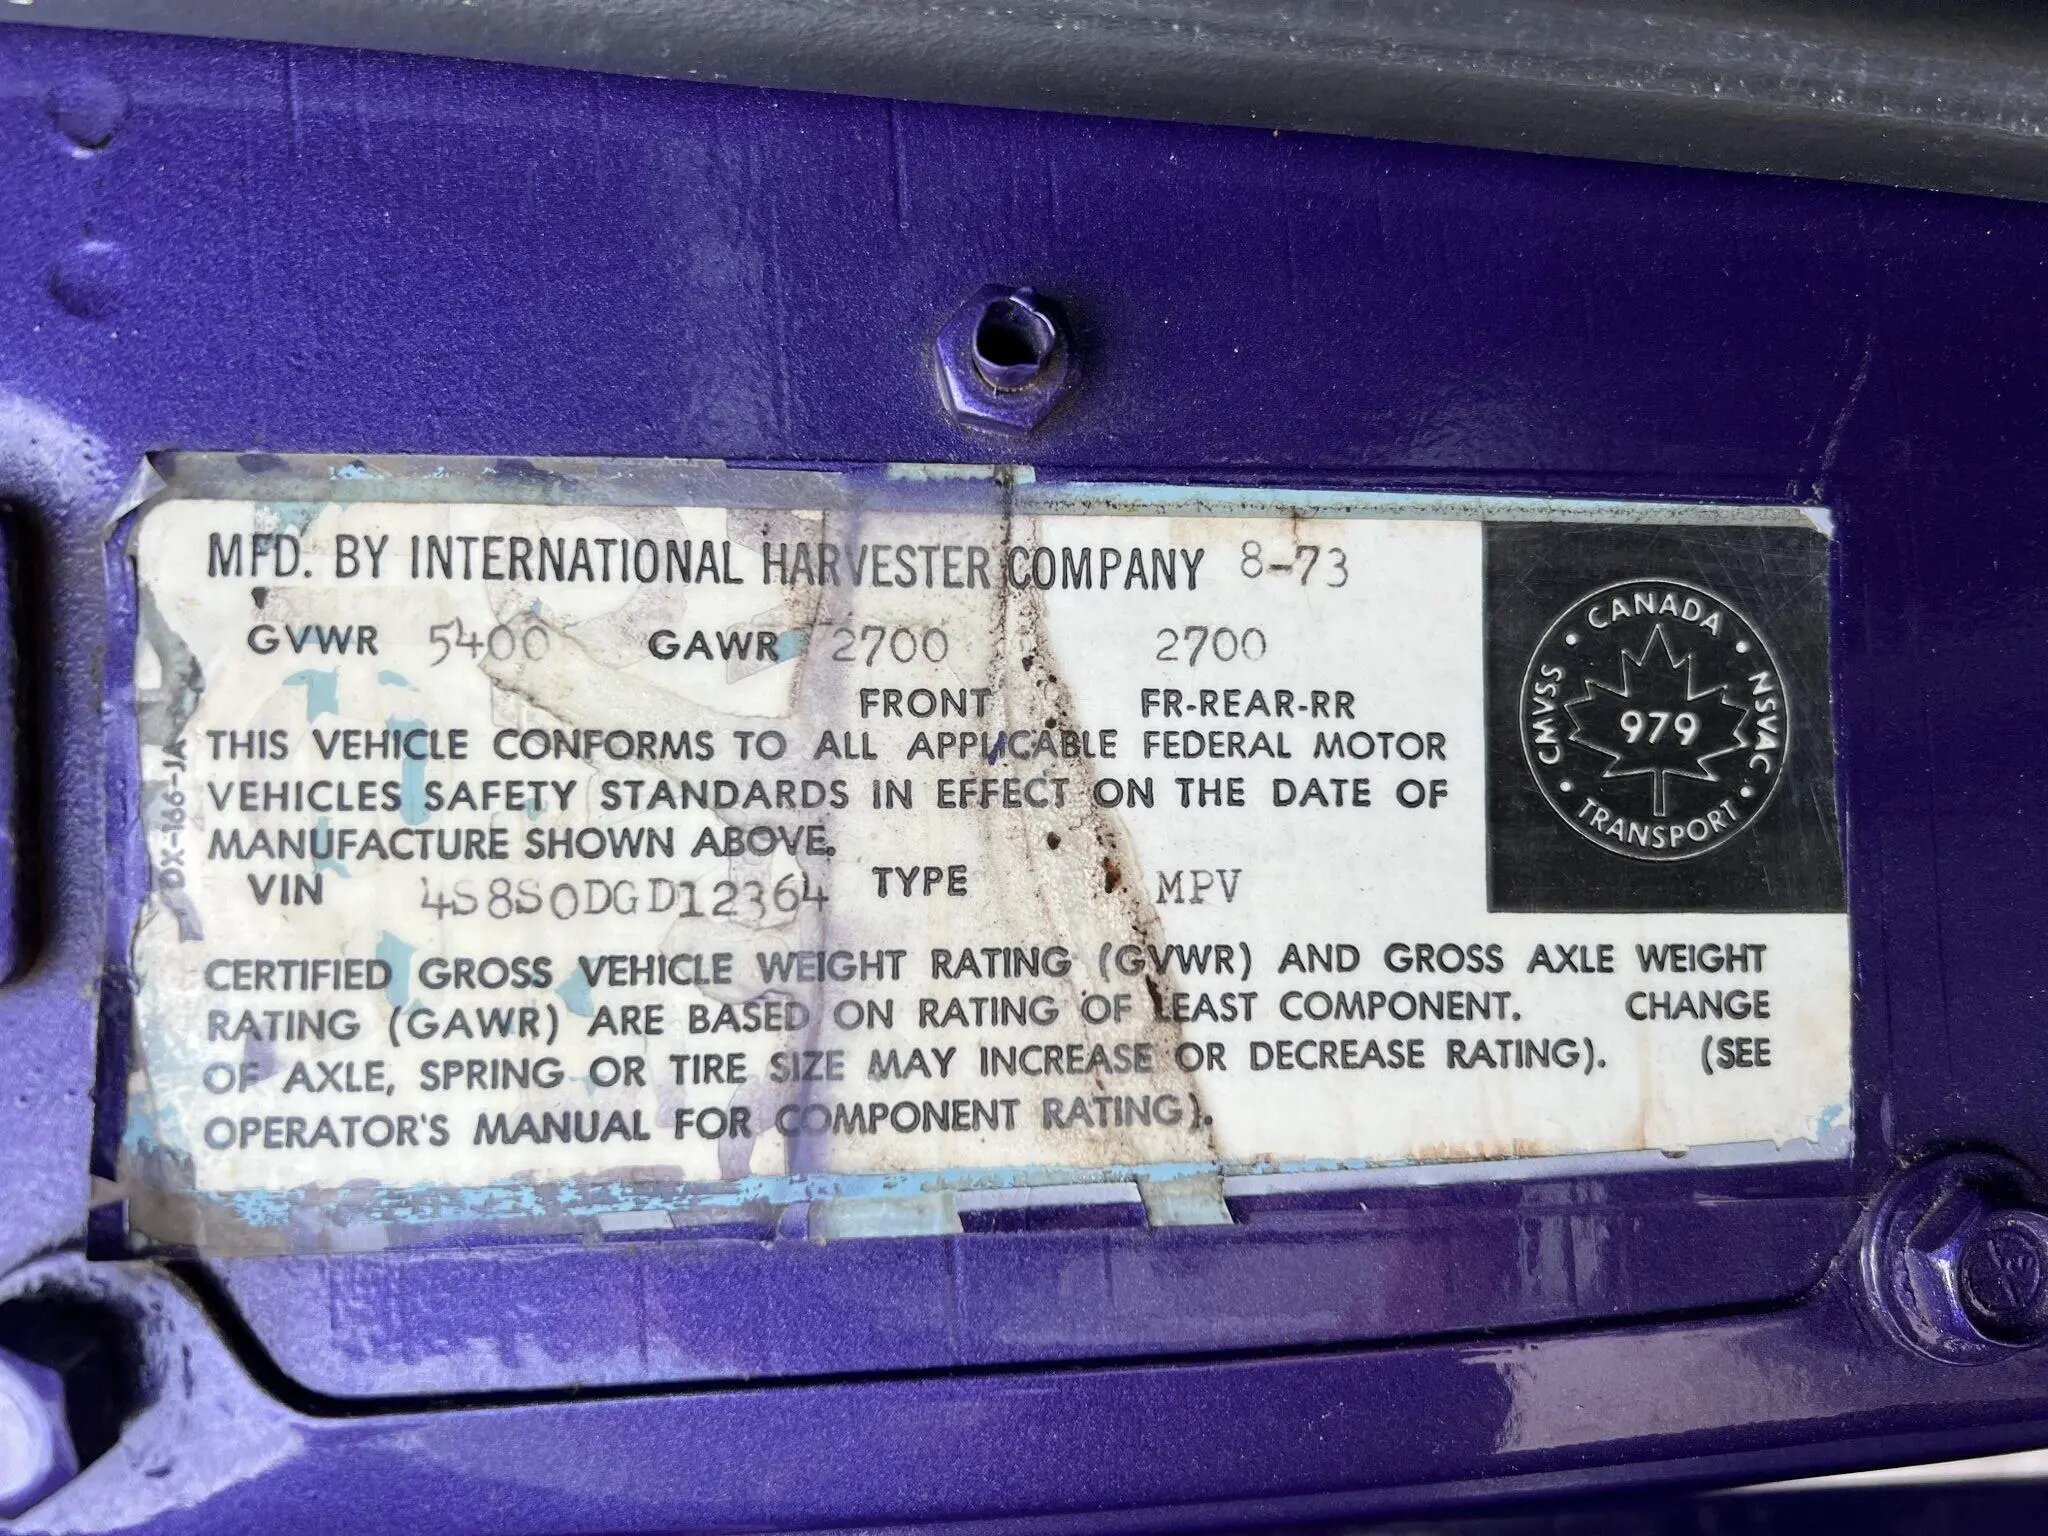 MFD. BY INTERNATIONAL HARVESTER COMPANY 8-73
GVWR 5400 GAWR 2700 2700
FRONT FR-REAR-RR
THIS VEHICLE CONFORMS TO ALL APPLICABLE FEDERAL MOTOR
VEHICLES SAFETY STANDARDS IN EFFECT ON THE DATE OF
MANUFACTURE SHOWN ABOVE.
VIN 4S8S0DGD12364 TYPE MPV
CERTIFIED GROSS VEHICLE WEIGHT RATING (GVWR) AND GROSS AXLE WEIGHT
RATING (GAWR) ARE BASED ON RATING OF LEAST COMPONENT. CHANGE
OF AXLE, SPRING OR TIRE SIZE MAY INCREASE OR DECREASE RATING). (SEE
OPERATOR'S MANUAL FOR COMPONENT RATING).
DX-166-JA
CANADA
CMVSS
NSVAC
979
TRANSPORT